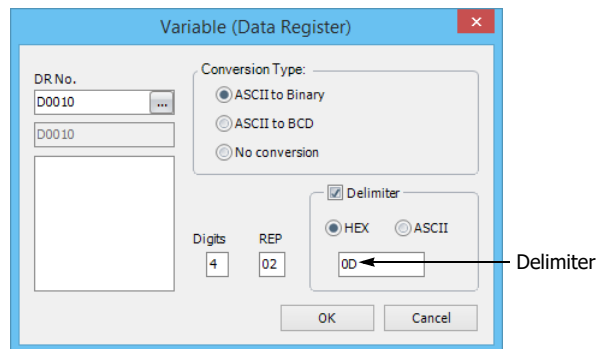 Variable (Data Register)
DR No.
D0010
...
D0010
Conversion Type:
ASCII to Binary
ASCII to BCD
No conversion
Delimiter
HEX
ASCII
Digits
REP
4
02
0D
Delimiter
OK
Cancel